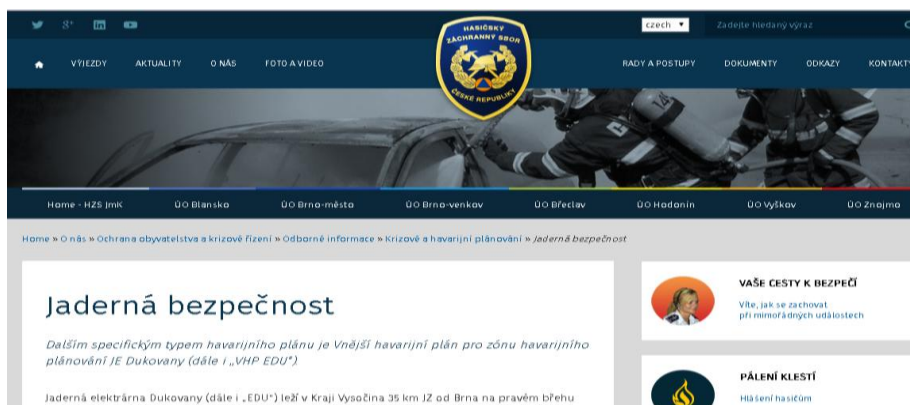 czech
Zadejte hledaný výraz
VÝJEZDY
AKTUALITY
O NÁS
FOTO A VIDEO
HASIČSKÝ
ZÁCHRANNÝ SBOR
ČESKÉ REPUBLIKY
RADY A POSTUPY
DOKUMENTY
ODKAZY
KONTAKTY
Home - HZS JmK
ÚO Blansko
ÚO Brno-město
ÚO Brno-venkov
ÚO Břeclav
ÚO Hodonín
ÚO Vyškov
ÚO Znojmo
Home » O nás » Ochrana obyvatelstva a krizové řízení » Odborné informace » Krizové a havarijní plánování » Jaderná bezpečnost
Jaderná bezpečnost
Dalším specifickým typem havarijního plánu je Vnější havarijní plán pro zónu havarijního
plánování JE Dukovany (dále i „VHP EDU“).
Jaderná elektrárna Dukovany (dále i „EDU“) leží v Kraji Vysočina 35 km JZ od Brna na pravém břehu
VAŠE CESTY K BEZPEČÍ
Víte, jak se zachovat
při mimořádných událostech
PÁLENÍ KLESTÍ
Hlášení hasičům